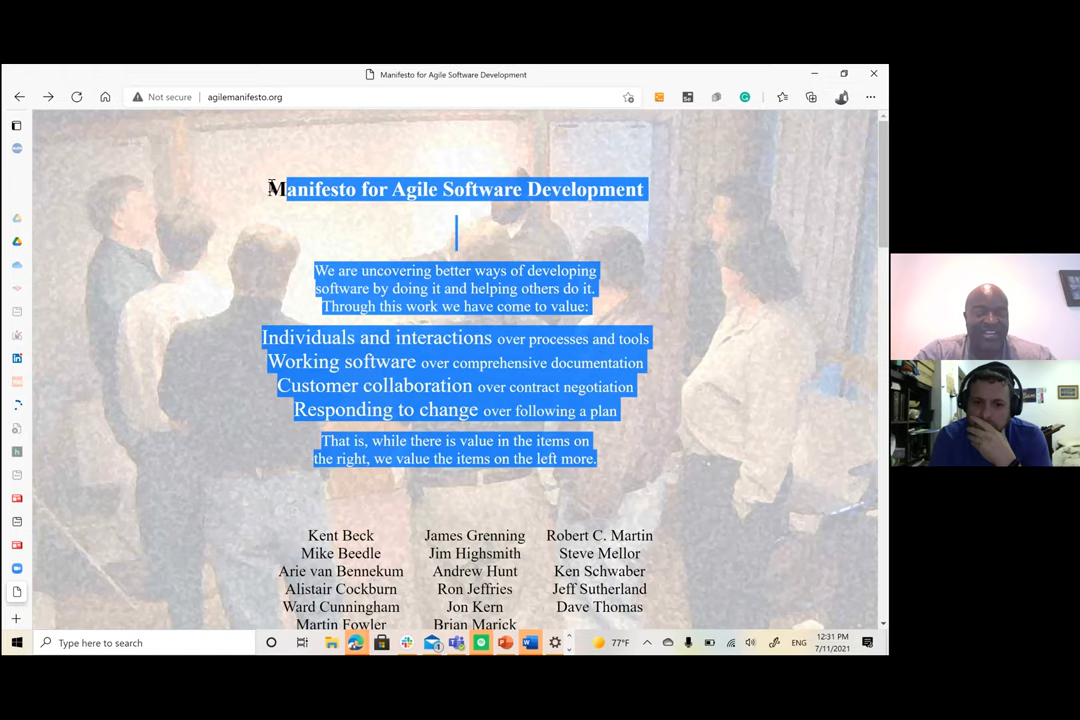 Manifesto for Agile Software Development
Not secure
agilemanifesto.org
Manifesto for Agile Software Development
We are uncovering better ways of developing
software by doing it and helping others do it.
Through this work we have come to value:
Individuals and interactions over processes and tools
Working software over comprehensive documentation
Customer collaboration over contract negotiation
Responding to change over following a plan
That is, while there is value in the items on
the right, we value the items on the left more.
Kent Beck James Grenning Robert C. Martin
Mike Beedle Jim Highsmith Steve Mellor
Arie van Bennekum Andrew Hunt Ken Schwaber
Alistair Cockburn Ron Jeffries Jeff Sutherland
Ward Cunningham Jon Kern Dave Thomas
Martin Fowler Brian Marick
Type here to search
77°F
ENG
12:31 PM
7/11/2021